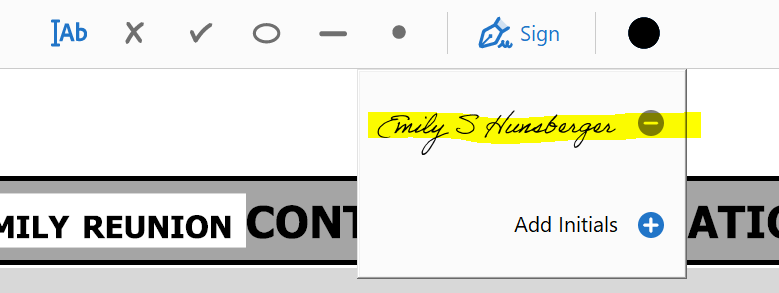 Ab Sign
Emily S Hunsberger
MILY REUNION CONT ATIO
Add Initials